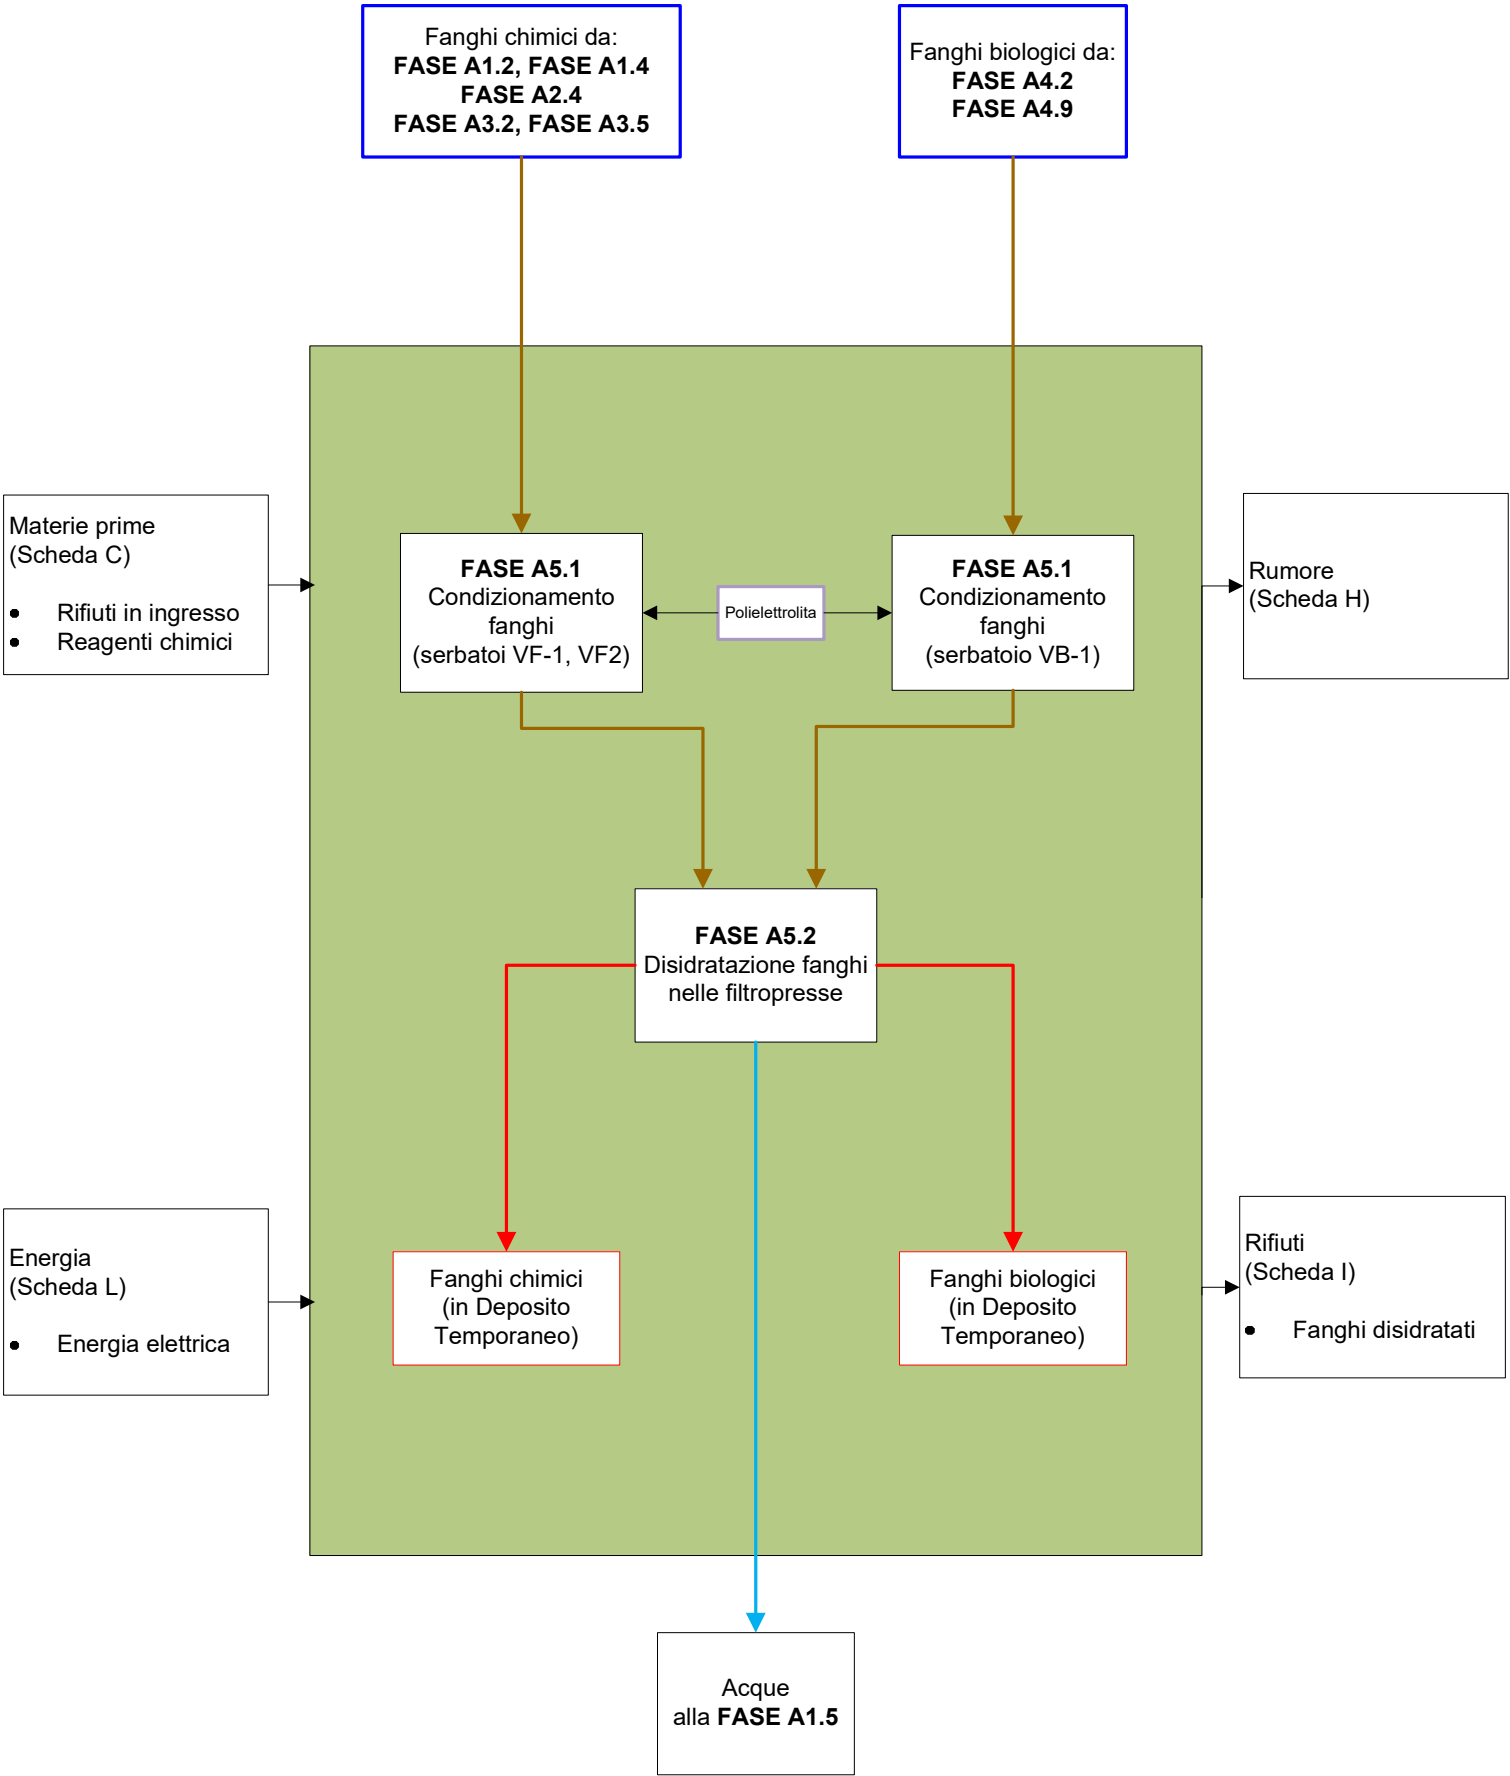 Fanghi chimici da:
FASE A1.2, FASE A1.4
FASE A2.4
FASE A3.2, FASE A3.5
Fanghi biologici da:
FASE A4.2
FASE A4.9
Materie prime
(Scheda C)
• Rifiuti in ingresso
• Reagenti chimici
FASE A5.1
Condizionamento
fanghi
(serbatoi VF-1, VF2)
Polielettrolita
FASE A5.1
Condizionamento
fanghi
(serbatoio VB-1)
Rumore
(Scheda H)
FASE A5.2
Disidratazione fanghi
nelle filtropresse
Energia
(Scheda L)
• Energia elettrica
Fanghi chimici
(in Deposito
Temporaneo)
Fanghi biologici
(in Deposito
Temporaneo)
Rifiuti
(Scheda I)
• Fanghi disidratati
Acque
alla FASE A1.5